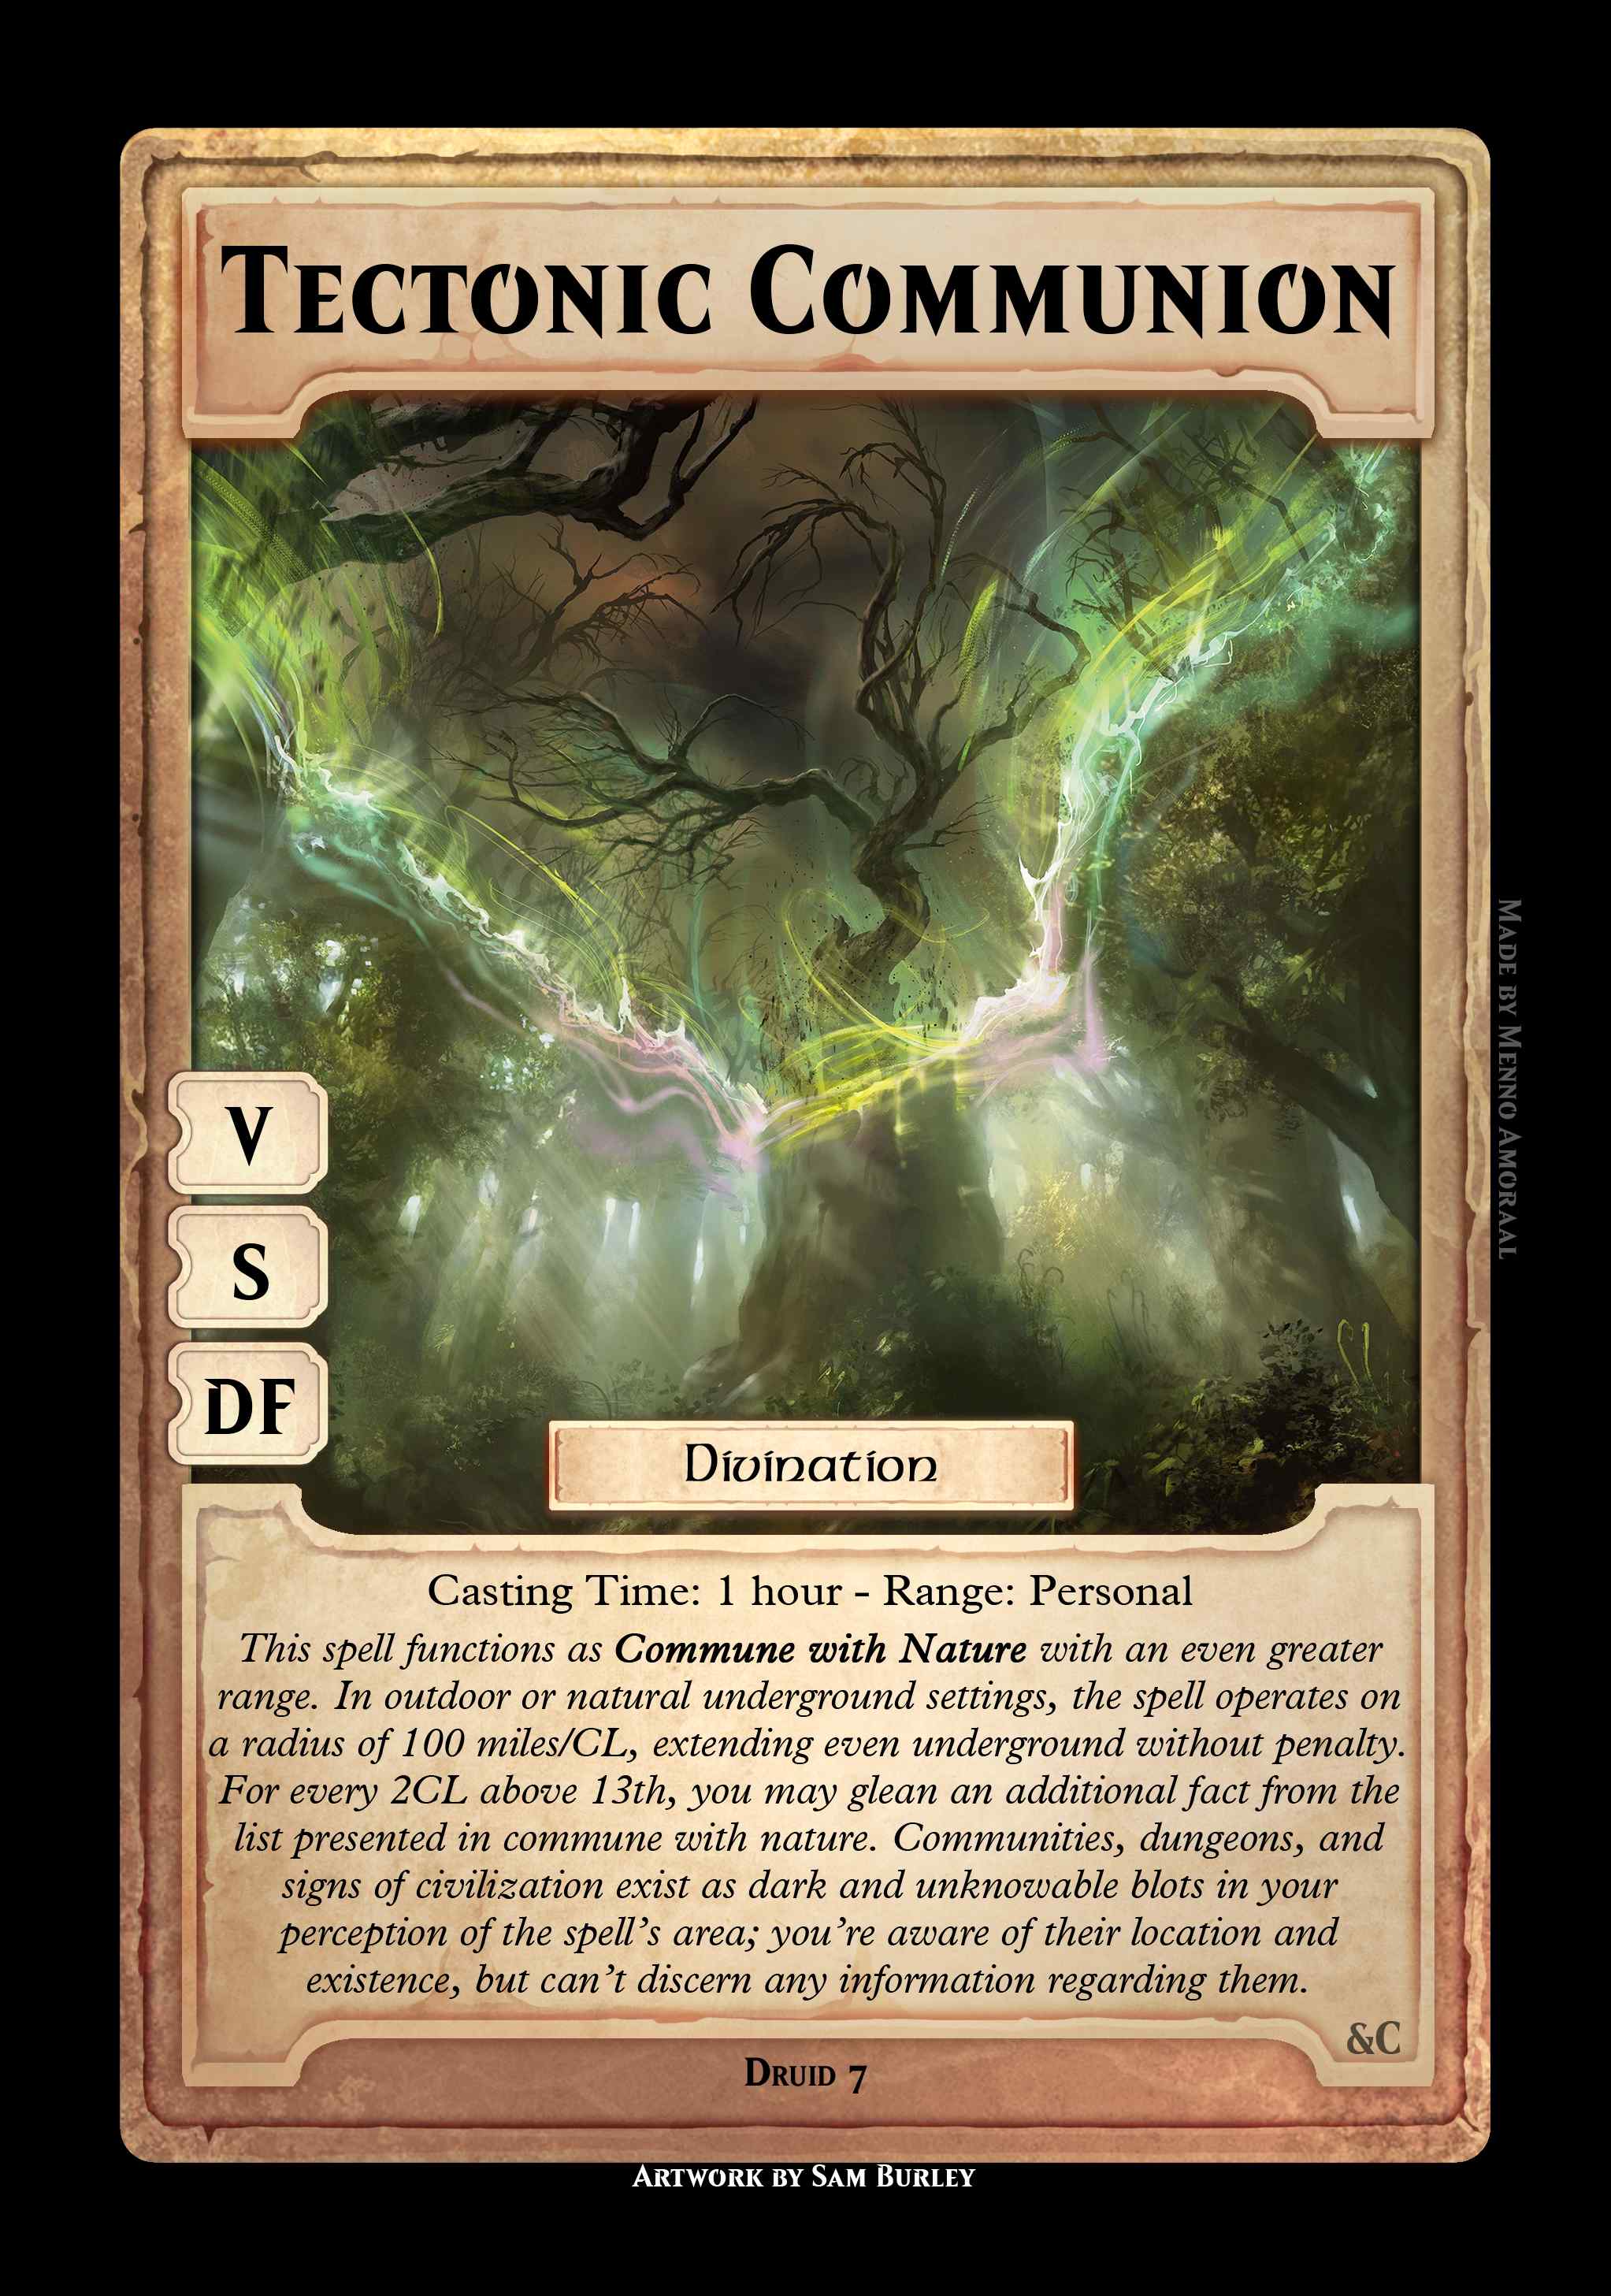 Tectonic Communion
V
S
DF
Divination
Casting Time: 1 hour - Range: Personal
This spell functions as Commune with Nature with an even greater
range. In outdoor or natural underground settings, the spell operates on
a radius of 100 miles/CL, extending even underground without penalty.
For every 2CL above 13th, you may glean an additional fact from the
list presented in commune with nature. Communities, dungeons, and
signs of civilization exist as dark and unknowable blots in your
perception of the spell's area; you're aware of their location and
existence, but can't discern any information regarding them.
&C
Druid 7
Artwork by Sam Burley
Made by Menno Amoraal